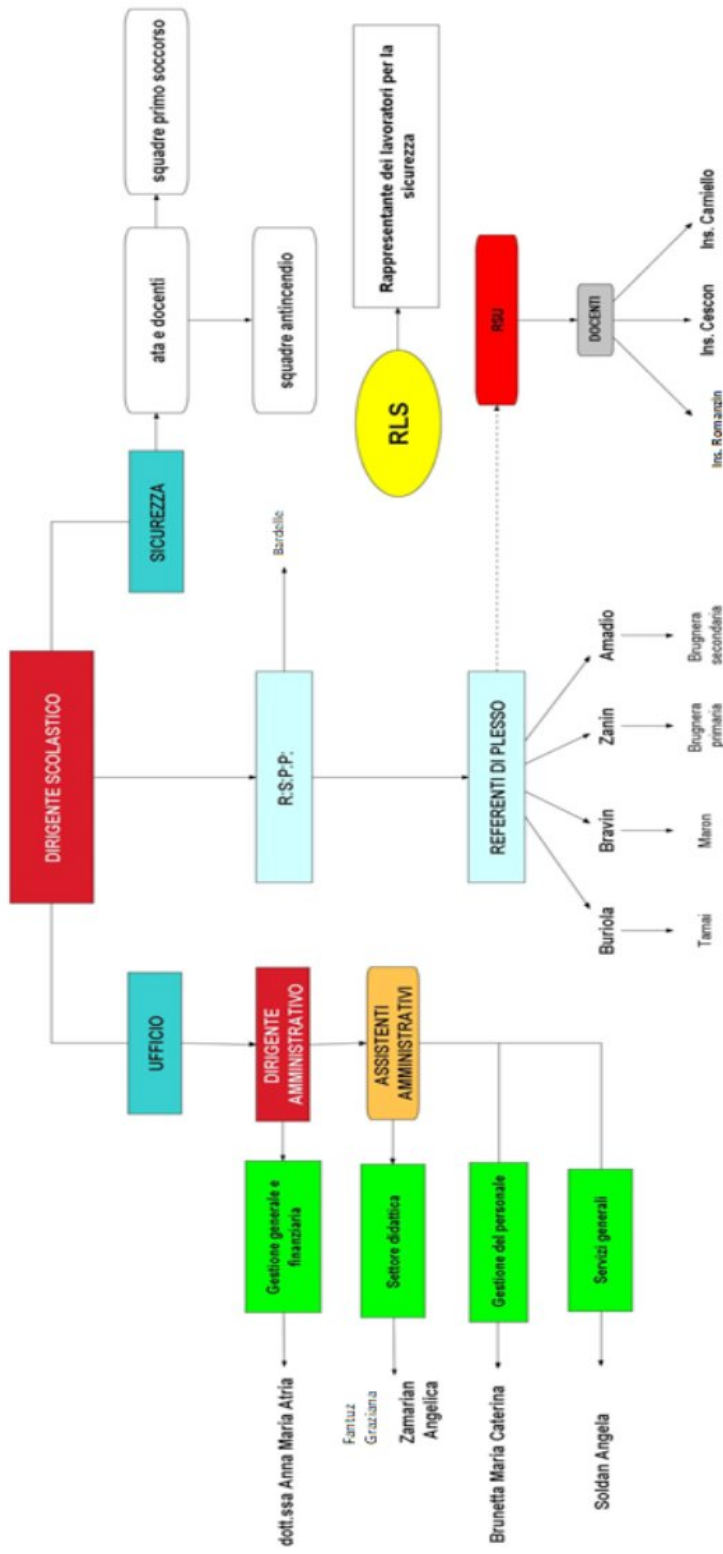 DIRIGENTE SCOLASTICO
UFFICIO
SICUREZZA
ata e docenti
squadre primo soccorso
squadre antincendio
DIRIGENTE
AMMINISTRATIVO
Gestione generale e
finanziaria
dott.ssa Anna Maria Atria
R:S:P:P:
Bardelle
ASSISTENTI
AMMINISTRATIVI
Settore didattica
Fantuz
Graziana
Zamarian
Angelica
RLS
Rappresentante dei lavoratori per la
sicurezza
Gestione del personale
Brunetta Maria Caterina
REFERENTI DI PLESSO
RSU
Servizi generali
Soldan Angela
Buriola
Bravin
Zanin
Amadio
DOCENTI
Tamai
Maron
Brugnera
primaria
Brugnera
secondaria
Ins. Romanzin
Ins. Cescon
Ins. Carniello